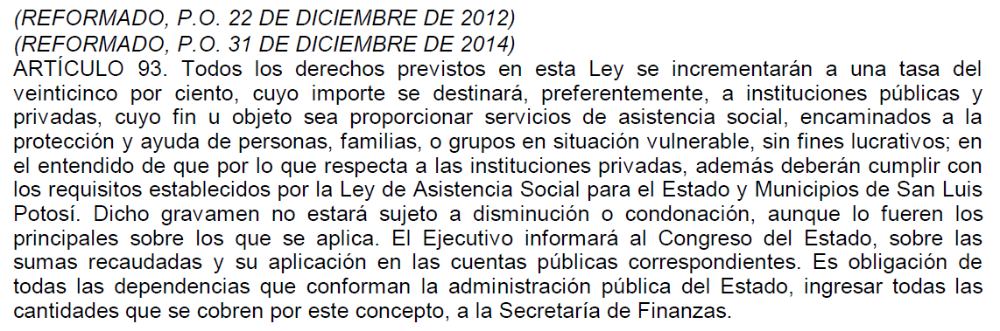 (REFORMADO, P.O. 22 DE DICIEMBRE DE 2012)
(REFORMADO, P.O. 31 DE DICIEMBRE DE 2014)
ARTÍCULO 93. Todos los derechos previstos en esta Ley se incrementarán a una tasa del
veinticinco por ciento, cuyo importe se destinará, preferentemente, a instituciones públicas y
privadas, cuyo fin u objeto sea proporcionar servicios de asistencia social, encaminados a la
protección y ayuda de personas, familias, o grupos en situación vulnerable, sin fines lucrativos; en
el entendido de que por lo que respecta a las instituciones privadas, además deberán cumplir con
los requisitos establecidos por la Ley de Asistencia Social para el Estado y Municipios de San Luis
Potosí. Dicho gravamen no estará sujeto a disminución o condonación, aunque lo fueren los
principales sobre los que se aplica. El Ejecutivo informará al Congreso del Estado, sobre las
sumas recaudadas y su aplicación en las cuentas públicas correspondientes. Es obligación de
todas las dependencias que conforman la administración pública del Estado, ingresar todas las
cantidades que se cobren por este concepto, a la Secretaría de Finanzas.